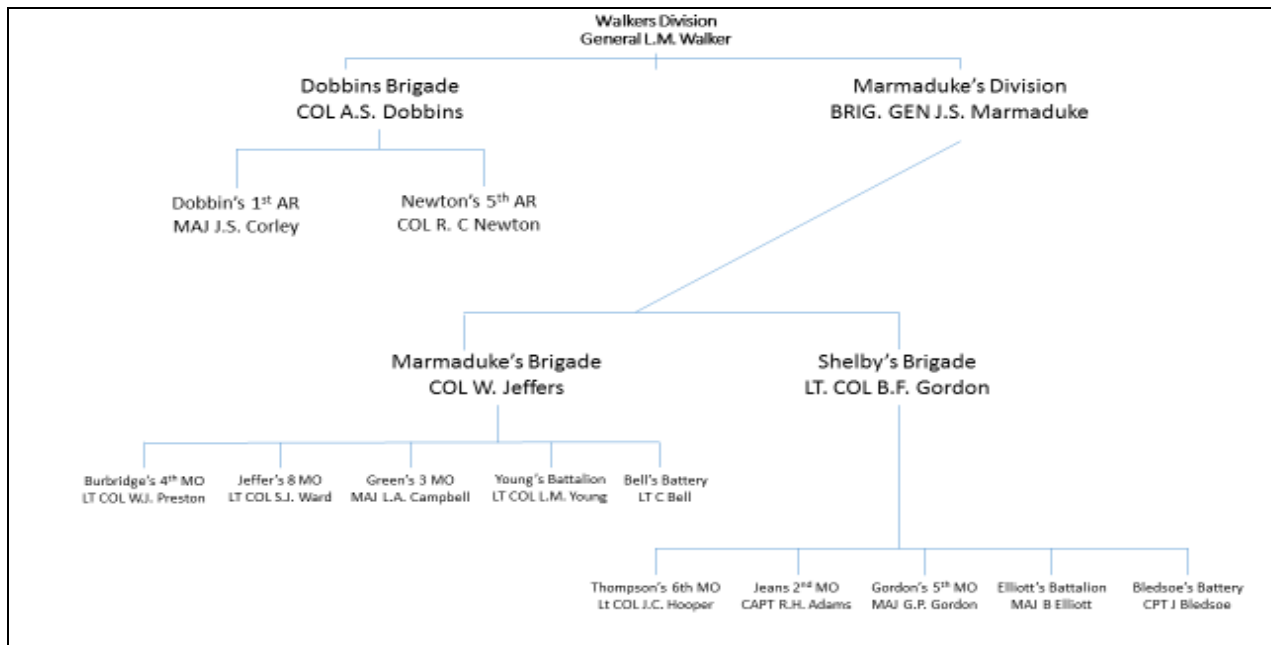 Walkers Division
General L.M. Walker
Dobbins Brigade
COL A.S. Dobbins
Marmaduke's Division
BRIG. GEN J.S. Marmaduke
Dobbin's 1st AR
MAJ J.S. Corley
Newton's 5th AR
COL R. C Newton
Marmaduke's Brigade
COL W. Jeffers
Shelby's Brigade
LT. COL B.F. Gordon
Burbridge's 4th MO
LT COL W.J. Preston
Jeffer's 8 MO
LT COL S.J. Ward
Green's 3 MO
MAJ L.A. Campbell
Young's Battalion
LT COL L.M. Young
Bell's Battery
LT C Bell
Thompson's 6th MO
Lt COL J.C. Hooper
Jeans 2nd MO
CAPT R.H. Adams
Gordon's 5th MO
MAJ G.P. Gordon
Elliott's Battalion
MAJ B Elliott
Bledsoe's Battery
CPT J Bledsoe